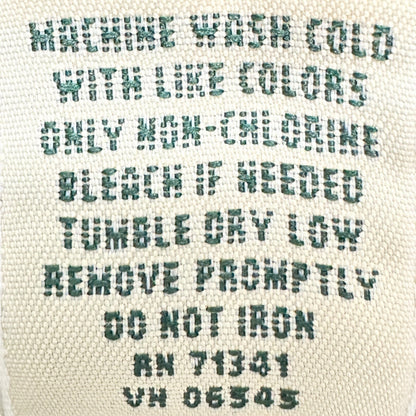 MACHINE WASH COLD
WITH LIKE COLORS
ONLY NON-CHLORINE
BLEACH IF NEEDED
TUMBLE DRY LOW
REMOVE PROMPTLY
DO NOT IRON
RN 71341
VN 06545